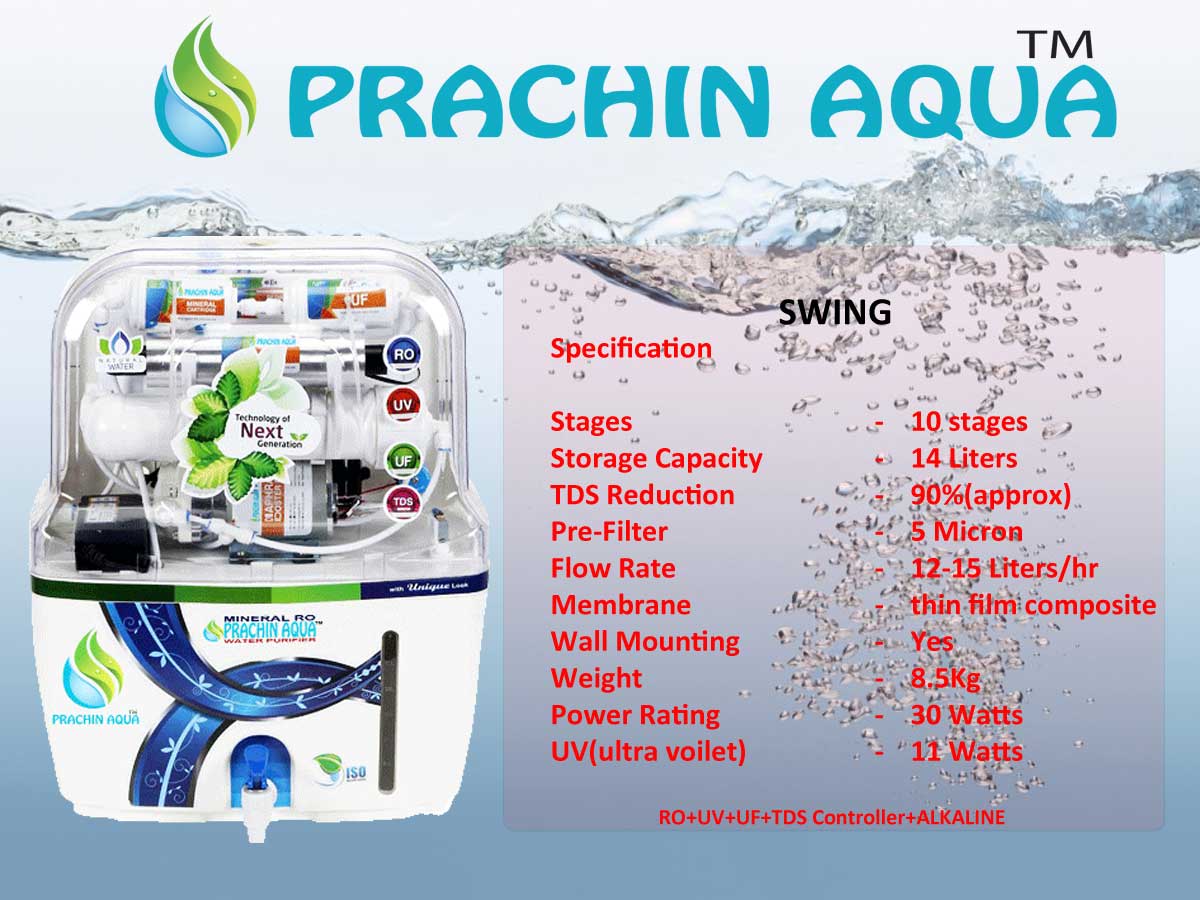 TM
PRACHIN AQUA
SWING
Specification
Stages - 10 stages
Storage Capacity - 14 Liters
TDS Reduction - 90%(approx)
Pre-Filter - 5 Micron
Flow Rate - 12-15 Liters/hr
Membrane - thin film composite
Wall Mounting - Yes
Weight - 8.5Kg
Power Rating - 30 Watts
UV(ultra voilet) - 11 Watts
RO+UV+UF+TDS Controller+ALKALINE
PRACHIN AQUA
MINERAL
CARTRIDGE
UF
NATURAL
WATER
PRACHIN AQUA
RO
UV
UF
TDS
Technology of
Next
Generation
with Unique Look
MINERAL RO
PRACHIN AQUA TM
WATER PURIFIER
TM
PRACHIN AQUA
ISO